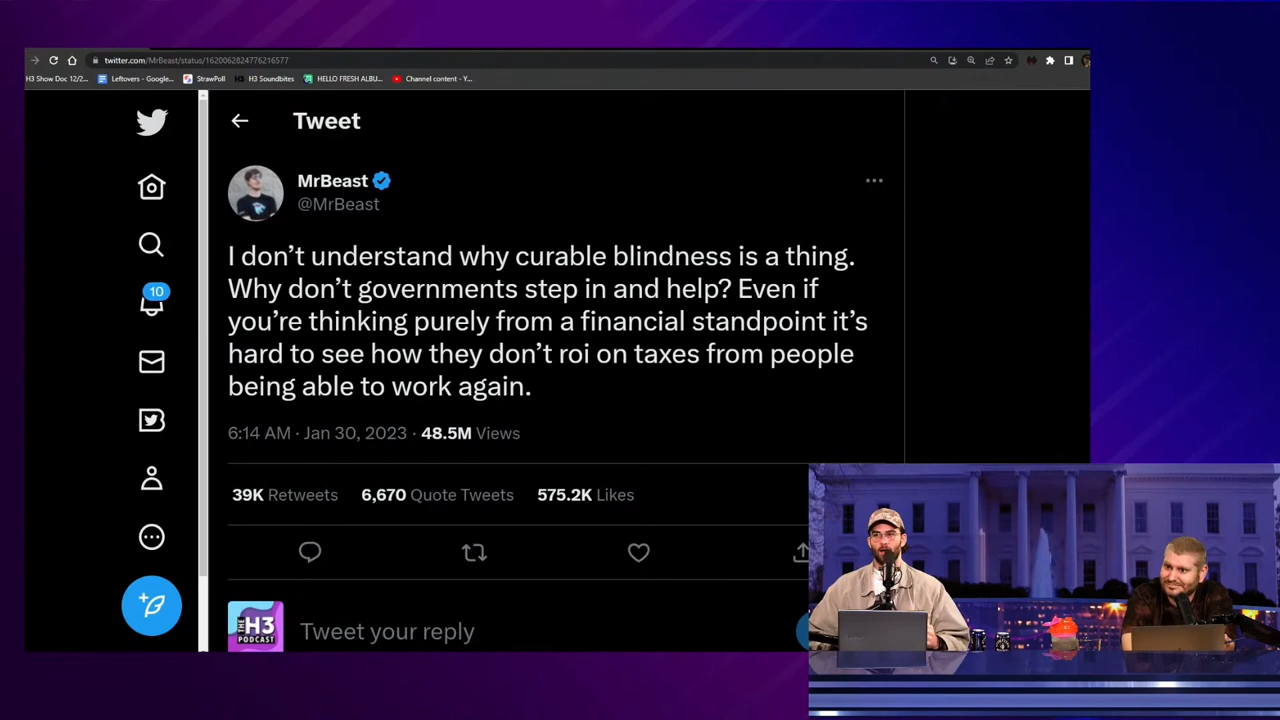 twitter.com/MrBeast/status/1620062824776216577
H3 Show Doc 12/2...
Leftovers - Google...
StrawPoll
H3
H3 Soundbites
HELLO FRESH ALBU...
Channel content - Y...
Tweet
MrBeast
@MrBeast
I don’t understand why curable blindness is a thing.
Why don’t governments step in and help? Even if
you’re thinking purely from a financial standpoint it’s
hard to see how they don’t roi on taxes from people
being able to work again.
10
6:14 AM · Jan 30, 2023 · 48.5M Views
39K Retweets 6,670 Quote Tweets 575.2K Likes
THE
H3
PODCAST
Tweet your reply